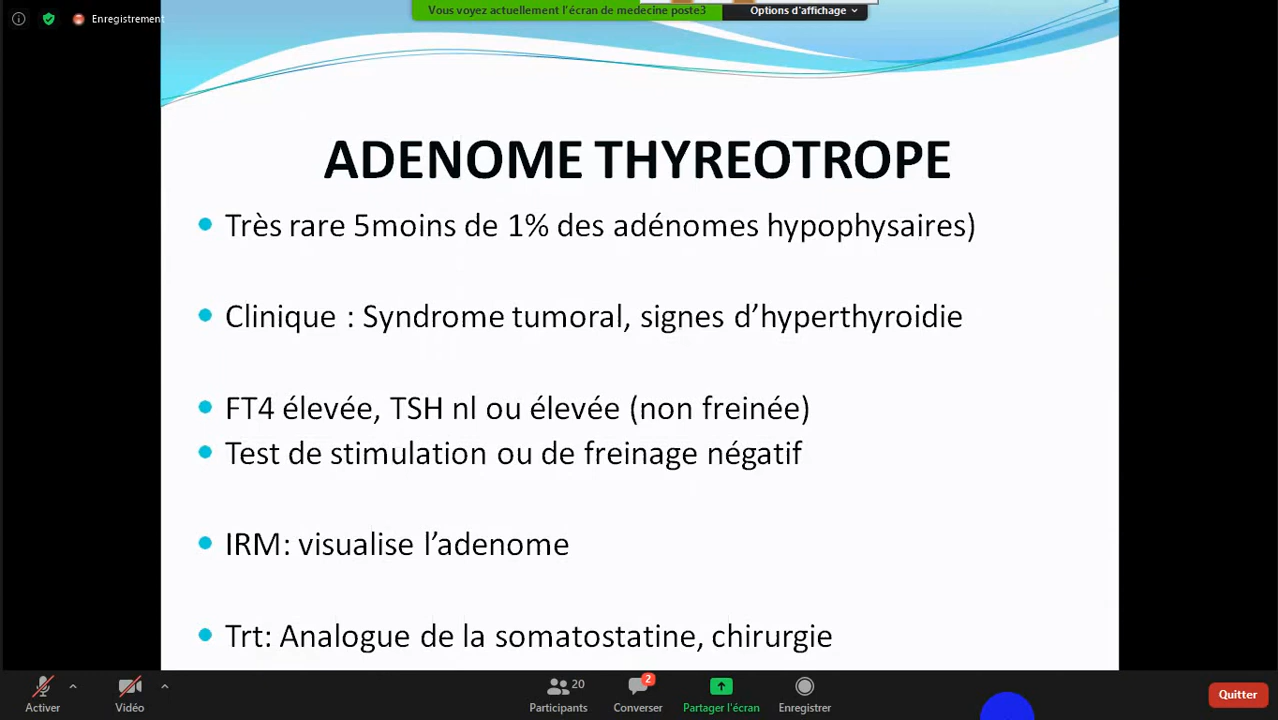 Enregistrement
Vous voyez actuellement l'écran de medecine poste3
Options d'affichage
ADENOME THYREOTROPE
Très rare 5moins de 1% des adénomes hypophysaires)
Clinique : Syndrome tumoral, signes d'hyperthyroidie
FT4 élevée, TSH nl ou élevée (non freinée)
Test de stimulation ou de freinage négatif
IRM: visualise l'adenome
Trt: Analogue de la somatostatine, chirurgie
20
2
Activer
Vidéo
Participants
Converser
Partager l'écran
Enregistrer
Quitter